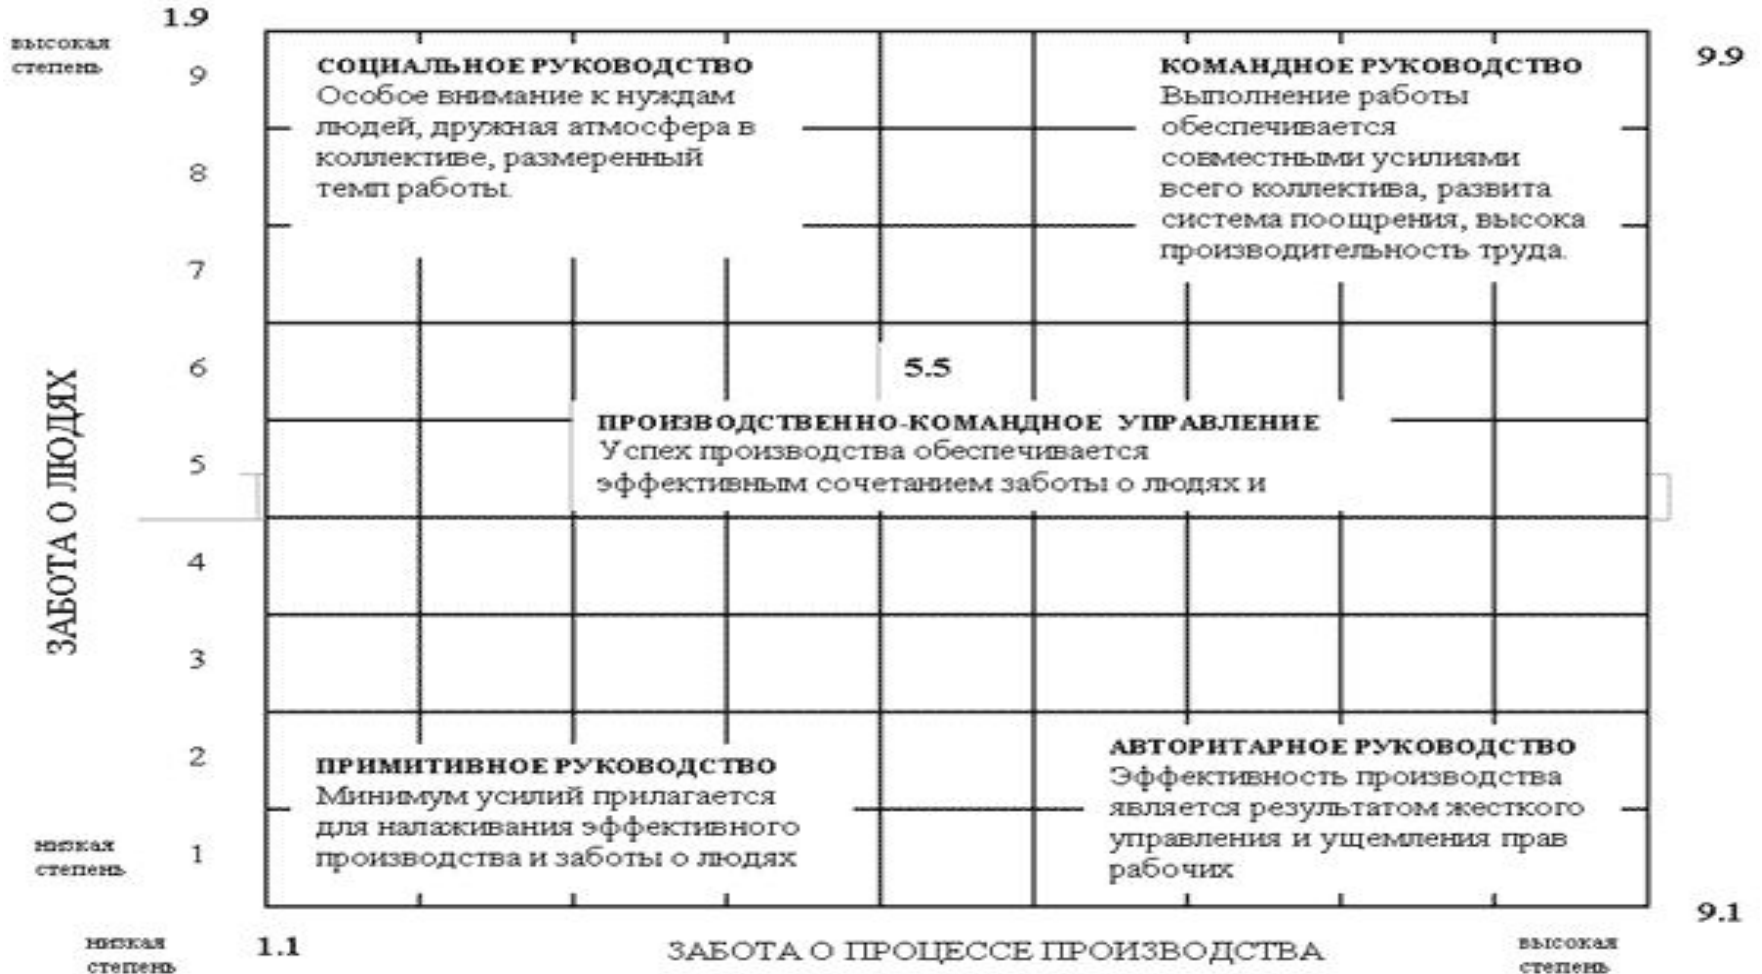 1.9
высокая
степень
9.9
9
8
7
6
5
4
3
2
1
ЗАБОТА О ЛЮДЯХ
СОЦИАЛЬНОЕ РУКОВОДСТВО
Особое внимание к нуждам
людей, дружная атмосфера в
коллективе, размеренный
темп работы.
КОМАНДНОЕ РУКОВОДСТВО
Выполнение работы
обеспечивается
совместными усилиями
всего коллектива, развита
система поощрения, высока
производительность труда.
5.5
ПРОИЗВОДСТВЕННО-КОМАНДНОЕ УПРАВЛЕНИЕ
Успех производства обеспечивается
эффективным сочетанием заботы о людях и
ПРИМИТИВНОЕ РУКОВОДСТВО
Минимум усилий прилагается
для налаживания эффективного
производства и заботы о людях
АВТОРИТАРНОЕ РУКОВОДСТВО
Эффективность производства
является результатом жесткого
управления и ущемления прав
рабочих
низкая
степень
9.1
низкая
степень
1.1
ЗАБОТА О ПРОЦЕССЕ ПРОИЗВОДСТВА
высокая
степень